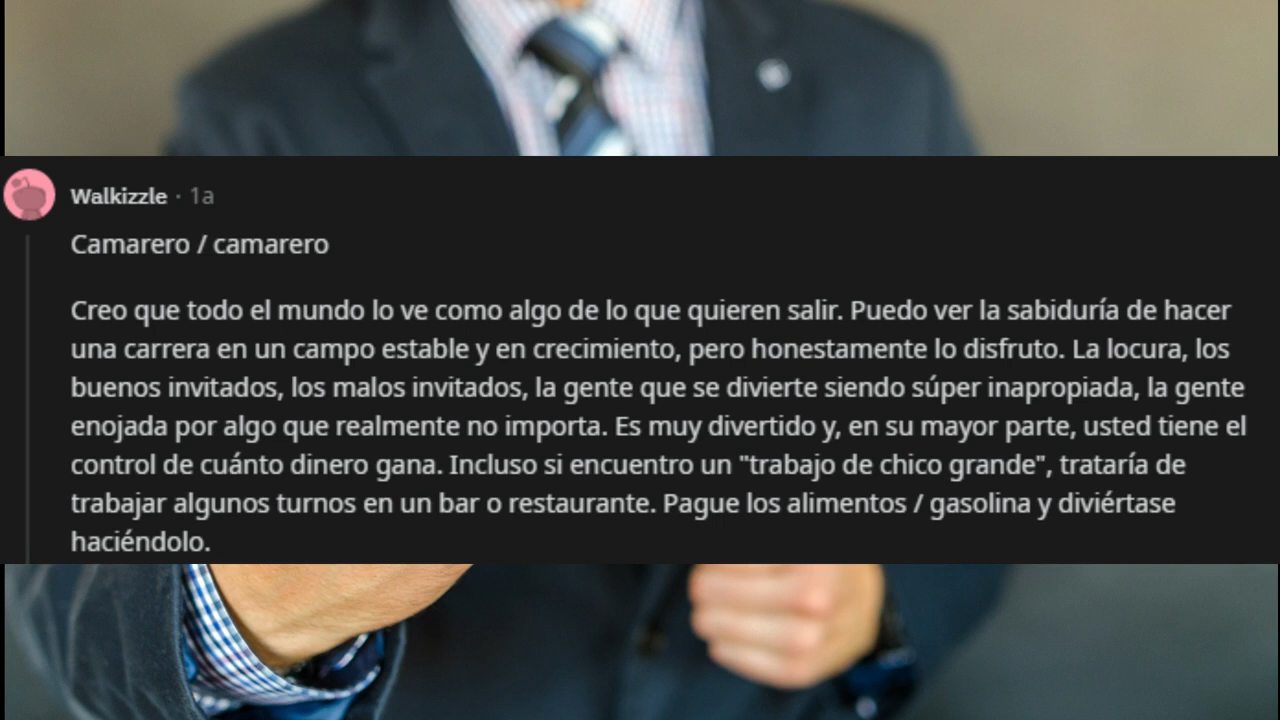 Walkizzle · 1a
Camarero / camarero
Creo que todo el mundo lo ve como algo de lo que quieren salir. Puedo ver la sabiduría de hacer
una carrera en un campo estable y en crecimiento, pero honestamente lo disfruto. La locura, los
buenos invitados, los malos invitados, la gente que se divierte siendo súper inapropiada, la gente
enojada por algo que realmente no importa. Es muy divertido y, en su mayor parte, usted tiene el
control de cuánto dinero gana. Incluso si encuentro un "trabajo de chico grande", trataría de
trabajar algunos turnos en un bar o restaurante. Pague los alimentos / gasolina y diviértase
haciéndolo.